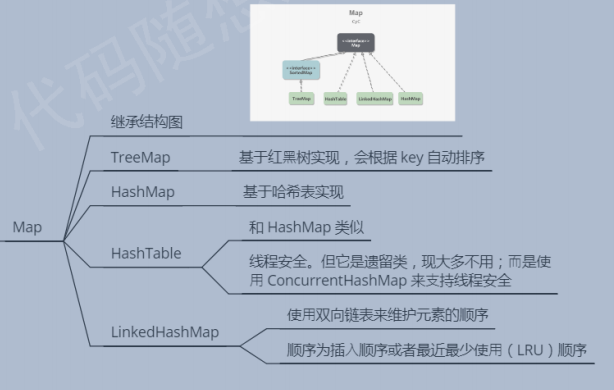 代码随想
Map
CyC
<<Interface>>
Map
<<Interface>>
SortedMap
TreeMap
HashTable
LinkedHashMap
HashMap
继承结构图
TreeMap
基于红黑树实现，会根据 key 自动排序
HashMap
基于哈希表实现
Map
和 HashMap 类似
HashTable
线程安全。但它是遗留类，现大多不用；而是使
用 ConcurrentHashMap 来支持线程安全
使用双向链表来维护元素的顺序
LinkedHashMap
顺序为插入顺序或者最近最少使用（LRU）顺序